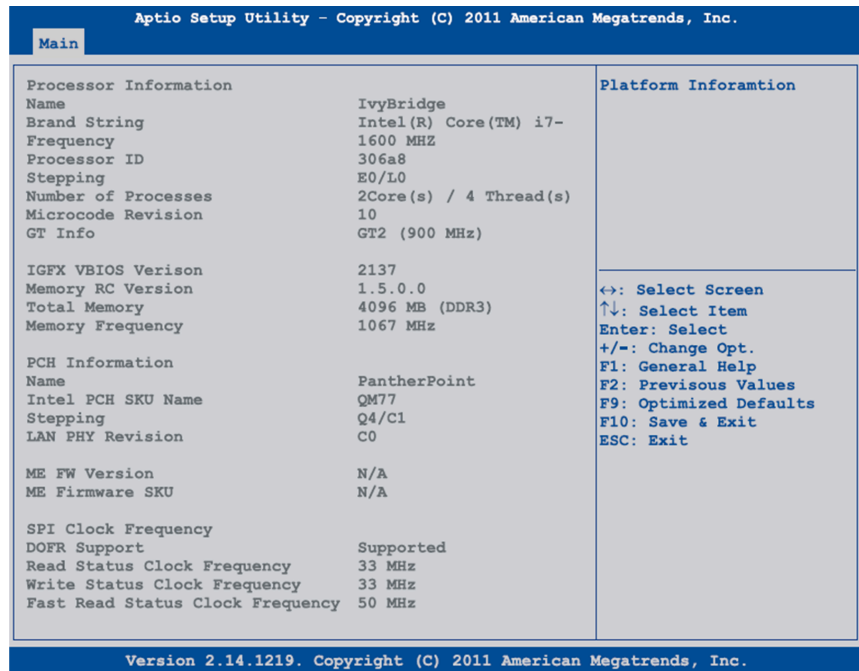 Aptio Setup Utility – Copyright (C) 2011 American Megatrends, Inc.
Main
Processor Information
Name IvyBridge
Brand String Intel(R) Core(TM) i7-
Frequency 1600 MHZ
Processor ID 306a8
Stepping E0/L0
Number of Processes 2Core(s) / 4 Thread(s)
Microcode Revision 10
GT Info GT2 (900 MHz)
IGFX VBIOS Verison 2137
Memory RC Version 1.5.0.0
Total Memory 4096 MB (DDR3)
Memory Frequency 1067 MHz
PCH Information
Name PantherPoint
Intel PCH SKU Name QM77
Stepping Q4/C1
LAN PHY Revision C0
ME FW Version N/A
ME Firmware SKU N/A
SPI Clock Frequency
DOFR Support Supported
Read Status Clock Frequency 33 MHz
Write Status Clock Frequency 33 MHz
Fast Read Status Clock Frequency 50 MHz
Platform Inforamtion
↔: Select Screen
↑↓: Select Item
Enter: Select
+/-: Change Opt.
F1: General Help
F2: Previsous Values
F9: Optimized Defaults
F10: Save & Exit
ESC: Exit
Version 2.14.1219. Copyright (C) 2011 American Megatrends, Inc.